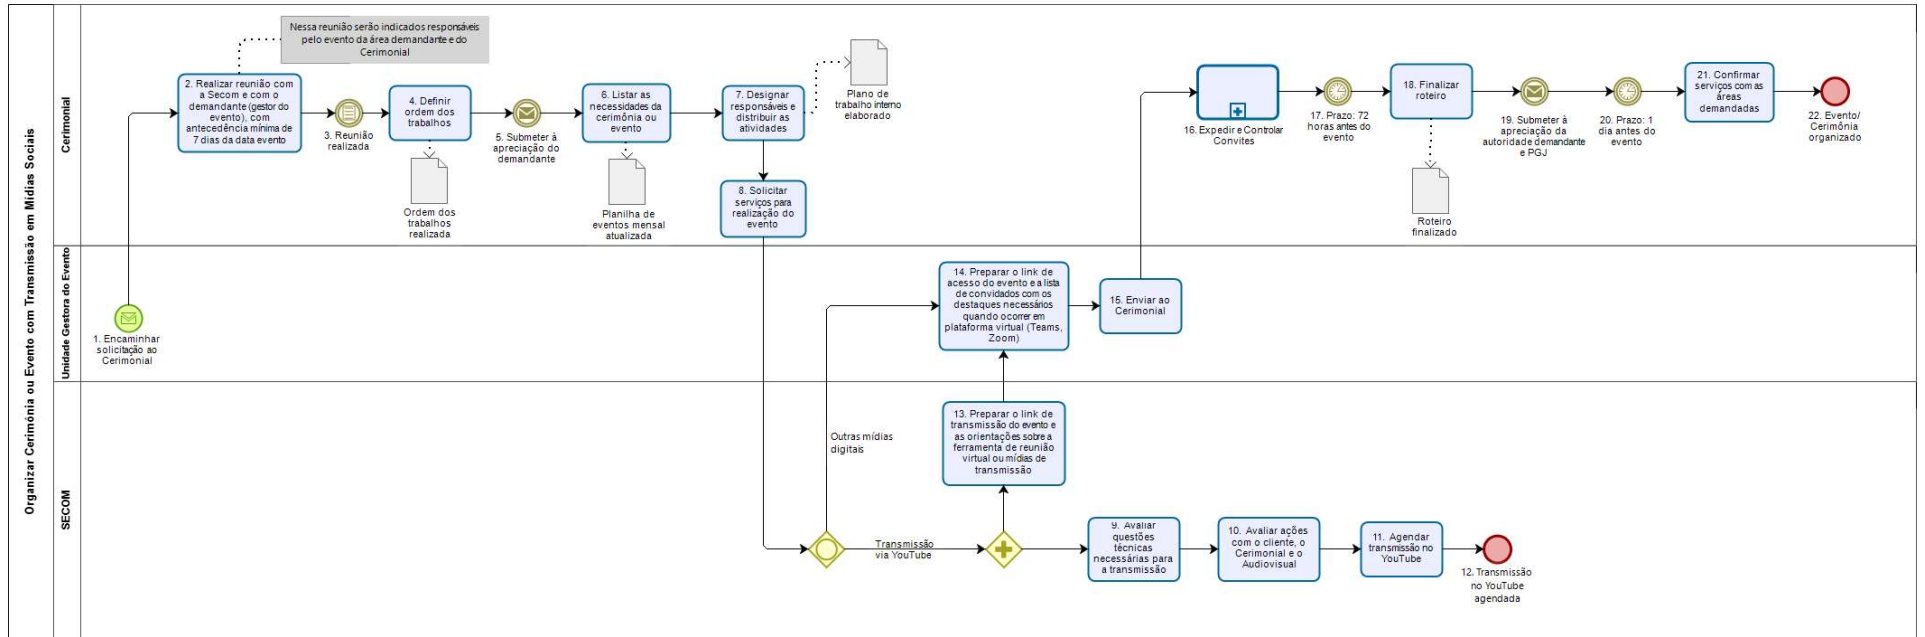 Organizar Cerimônia ou Evento com Transmissão em Mídias Sociais
Cerimonial
Nessa reunião serão indicados responsáveis
pelo evento da área demandante e do
Cerimonial
2. Realizar reunião com
a Secom e com o
demandante (gestor do
evento), com
antecedência mínima de
7 dias da data evento
3. Reunião
realizada
4. Definir
ordem dos
trabalhos
Ordem dos
trabalhos
realizada
5. Submeter à
apreciação do
demandante
6. Listar as
necessidades da
cerimônia ou
evento
Planilha de
eventos mensal
atualizada
7. Designar
responsáveis e
distribuir as
atividades
Plano de
trabalho interno
elaborado
8. Solicitar
serviços para
realização do
evento
16. Expedir e Controlar
Convites
17. Prazo: 72
horas antes do
evento
18. Finalizar
roteiro
Roteiro
finalizado
19. Submeter à
apreciação da
autoridade demandante
e PGJ
20. Prazo: 1
dia antes do
evento
21. Confirmar
serviços com as
áreas
demandadas
22. Evento/
Cerimônia
organizado
Unidade Gestora do Evento
1. Encaminhar
solicitação ao
Cerimonial
14. Preparar o link de
acesso do evento e a lista
de convidados com os
destaques necessários
quando ocorrer em
plataforma virtual (Teams,
Zoom)
15. Enviar ao
Cerimonial
SECOM
Outras mídias
digitais
Transmissão
via YouTube
13. Preparar o link de
transmissão do evento e
as orientações sobre a
ferramenta de reunião
virtual ou mídias de
transmissão
9. Avaliar
questões
técnicas
necessárias para
a transmissão
10. Avaliar ações
com o cliente, o
Cerimonial e o
Audiovisual
11. Agendar
transmissão no
YouTube
12. Transmissão
no YouTube
agendada